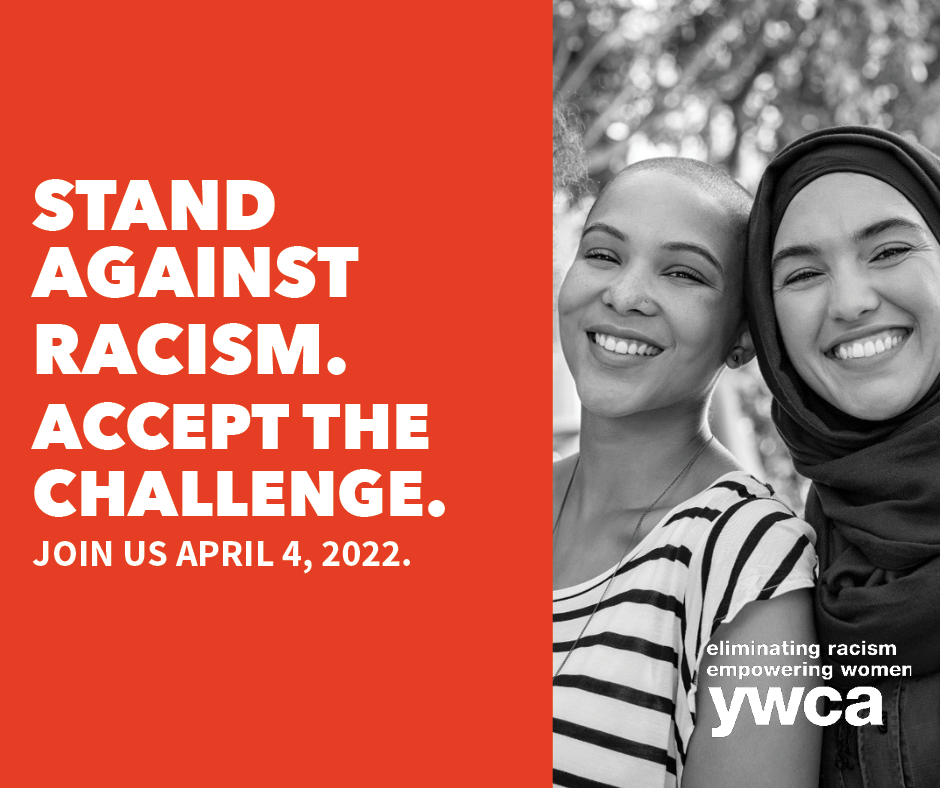 STAND
AGAINST
RACISM.
ACCEPT THE
CHALLENGE.
JOIN US APRIL 4, 2022.
eliminating racism
empowering women
ywca